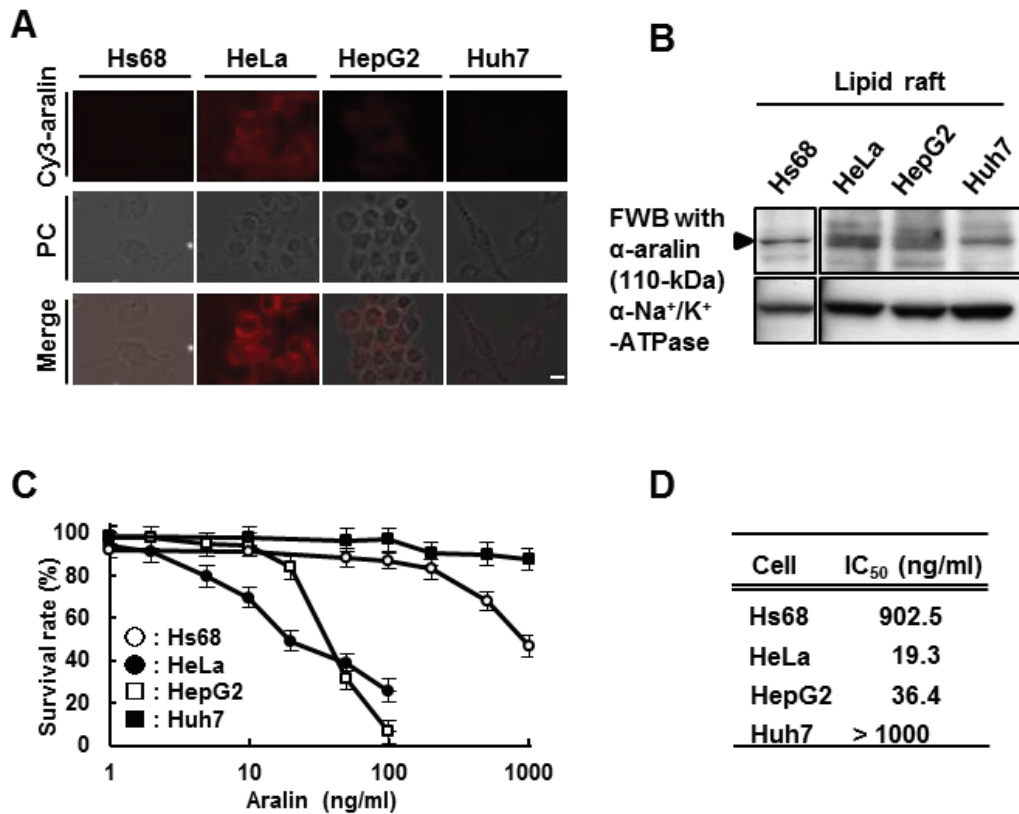 A
Hs68 HeLa HepG2 Huh7
Cy3-aralin
PC
Merge
B
Lipid raft
Hs68 HeLa HepG2 Huh7
FWB with
α-aralin
(110-kDa)
α-Na⁺/K⁺
-ATPase
C
Survival rate (%)
100
80
60
40
20
0
○ : Hs68
● : HeLa
□ : HepG2
■ : Huh7
1 10 100 1000
Aralin (ng/ml)
D
Cell IC₅₀ (ng/ml)
Hs68 902.5
HeLa 19.3
HepG2 36.4
Huh7 > 1000